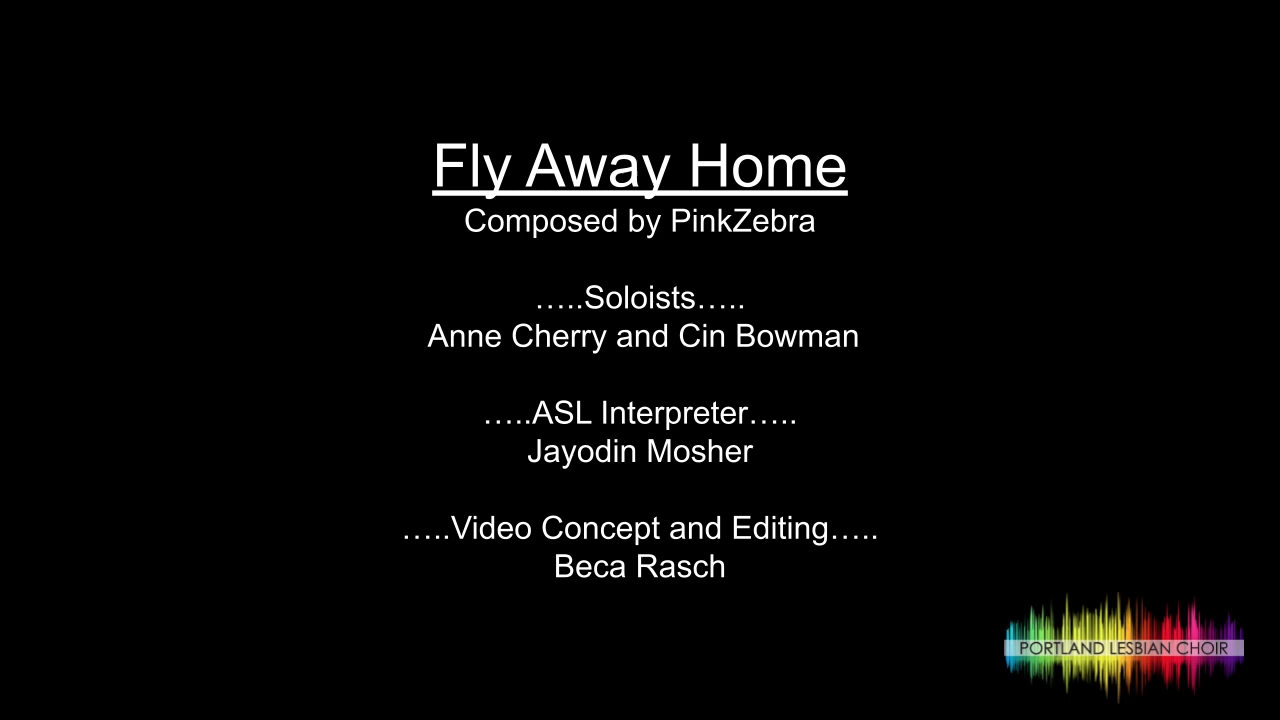 Fly Away Home
Composed by PinkZebra
…..Soloists…..
Anne Cherry and Cin Bowman
…..ASL Interpreter…..
Jayodin Mosher
…..Video Concept and Editing…..
Beca Rasch
PORTLAND LESBIAN CHOIR